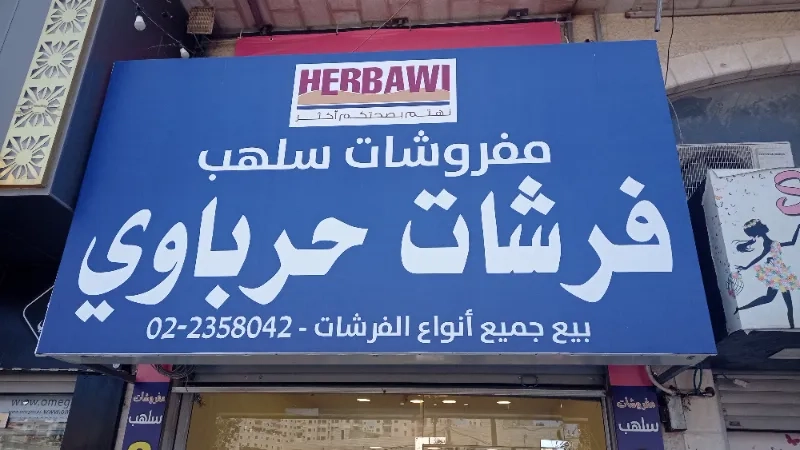 HERBAWI
نهتم بصحتكم أكثر
مفروشات سلهب
فرشات حرباوي
بيع جميع أنواع الفرشات - 02-2358042
مفروشات
سلهب
مفروشات
سلهب